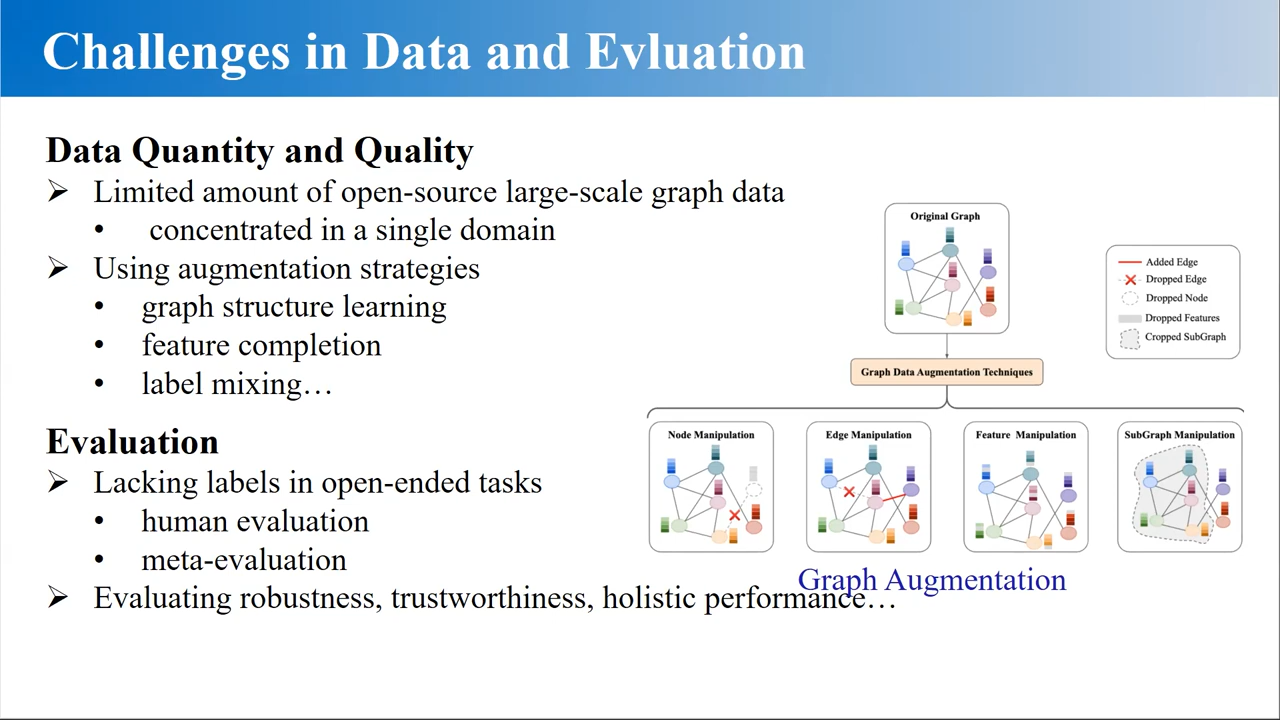 Challenges in Data and Evluation
Data Quantity and Quality
➢ Limited amount of open-source large-scale graph data
• concentrated in a single domain
➢ Using augmentation strategies
• graph structure learning
• feature completion
• label mixing…
Evaluation
➢ Lacking labels in open-ended tasks
• human evaluation
• meta-evaluation
➢ Evaluating robustness, trustworthiness, holistic performance…
Original Graph
Added Edge
Dropped Edge
Dropped Node
Dropped Features
Cropped SubGraph
Graph Data Augmentation Techniques
Node Manipulation
Edge Manipulation
Feature Manipulation
SubGraph Manipulation
Graph Augmentation